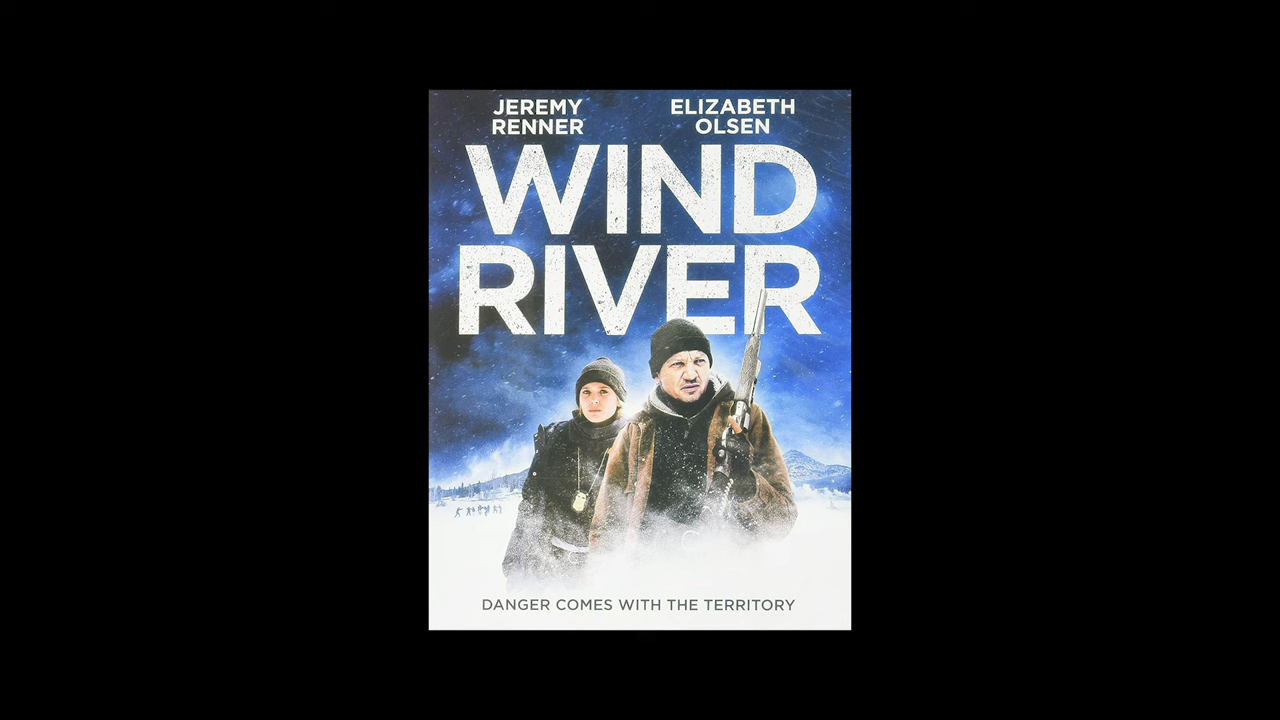 JEREMY
RENNER
ELIZABETH
OLSEN
WIND
RIVER
DANGER COMES WITH THE TERRITORY